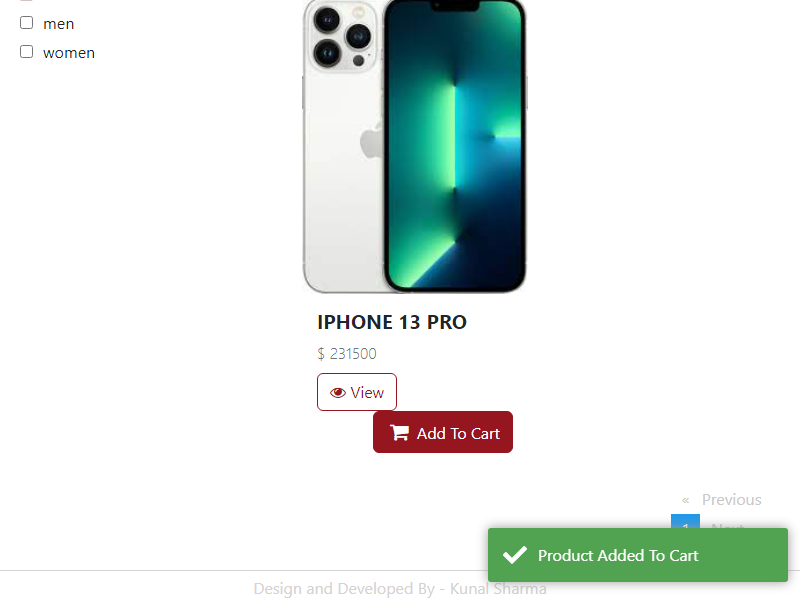 men
women
IPHONE 13 PRO
$ 231500
View
Add To Cart
« Previous
1 Next
Product Added To Cart
Design and Developed By - Kunal Sharma